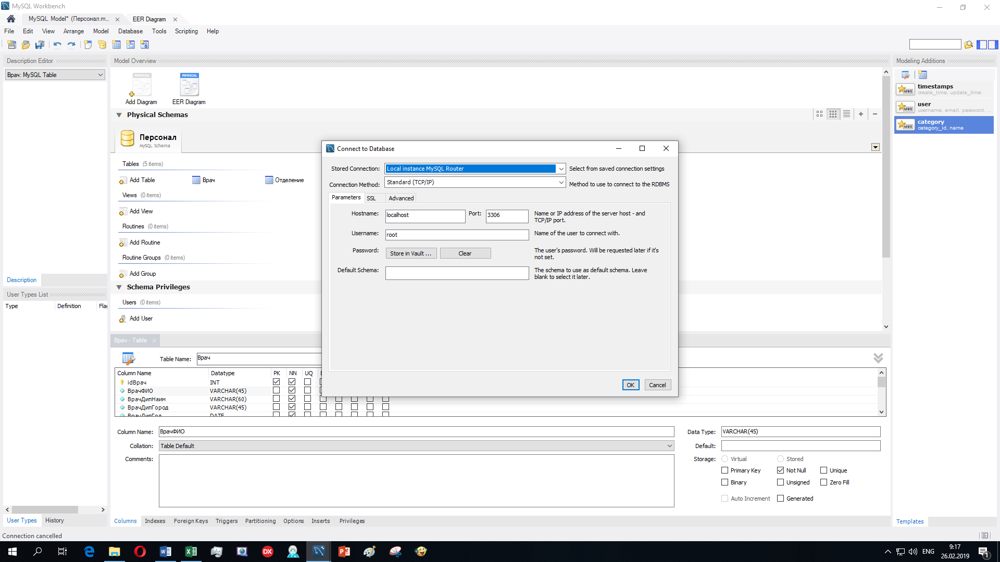 MySQL Workbench
MySQL Model* (Персонал.m...
EER Diagram
File Edit View Arrange Model Database Tools Scripting Help
Description Editor
Врач: MySQL Table
Description
User Types List
Type Definition Flag
User Types History
Connection cancelled
Model Overview
PHYSICAL PHYSICAL
Add Diagram EER Diagram
Physical Schemas
Персонал
MySQL Schema
Tables (5 items)
Add Table Врач Отделение
Views (0 items)
Add View
Routines (0 items)
Add Routine
Routine Groups (0 items)
Add Group
Schema Privileges
Users (0 items)
Add User
Connect to Database
Stored Connection: Local instance MySQL Router Select from saved connection settings
Connection Method: Standard (TCP/IP) Method to use to connect to the RDBMS
Parameters SSL Advanced
Hostname: localhost Port: 3306 Name or IP address of the server host - and
TCP/IP port.
Username: root Name of the user to connect with.
Password: Store in Vault ... Clear The user's password. Will be requested later if it's
not set.
Default Schema: The schema to use as default schema. Leave
blank to select it later.
OK Cancel
Врач - Table
Table Name: Врач
Column Name Datatype PK NN UQ
idВрач INT
ВрачФИО VARCHAR(45)
ВрачДипНаим VARCHAR(60)
ВрачДипГород VARCHAR(45)
ВрачДипГод DATE
Column Name: ВрачФИО
Collation: Table Default
Comments:
Data Type: VARCHAR(45)
Default:
Storage: Virtual Stored
Primary Key Not Null Unique
Binary Unsigned Zero Fill
Auto Increment Generated
Columns Indexes Foreign Keys Triggers Partitioning Options Inserts Privileges
Modeling Additions
MWB timestamps
create_time, update_time
MWB user
username, email, password, ...
MWB category
category_id, name
Templates
DX
ENG
9:17
26.02.2019
1